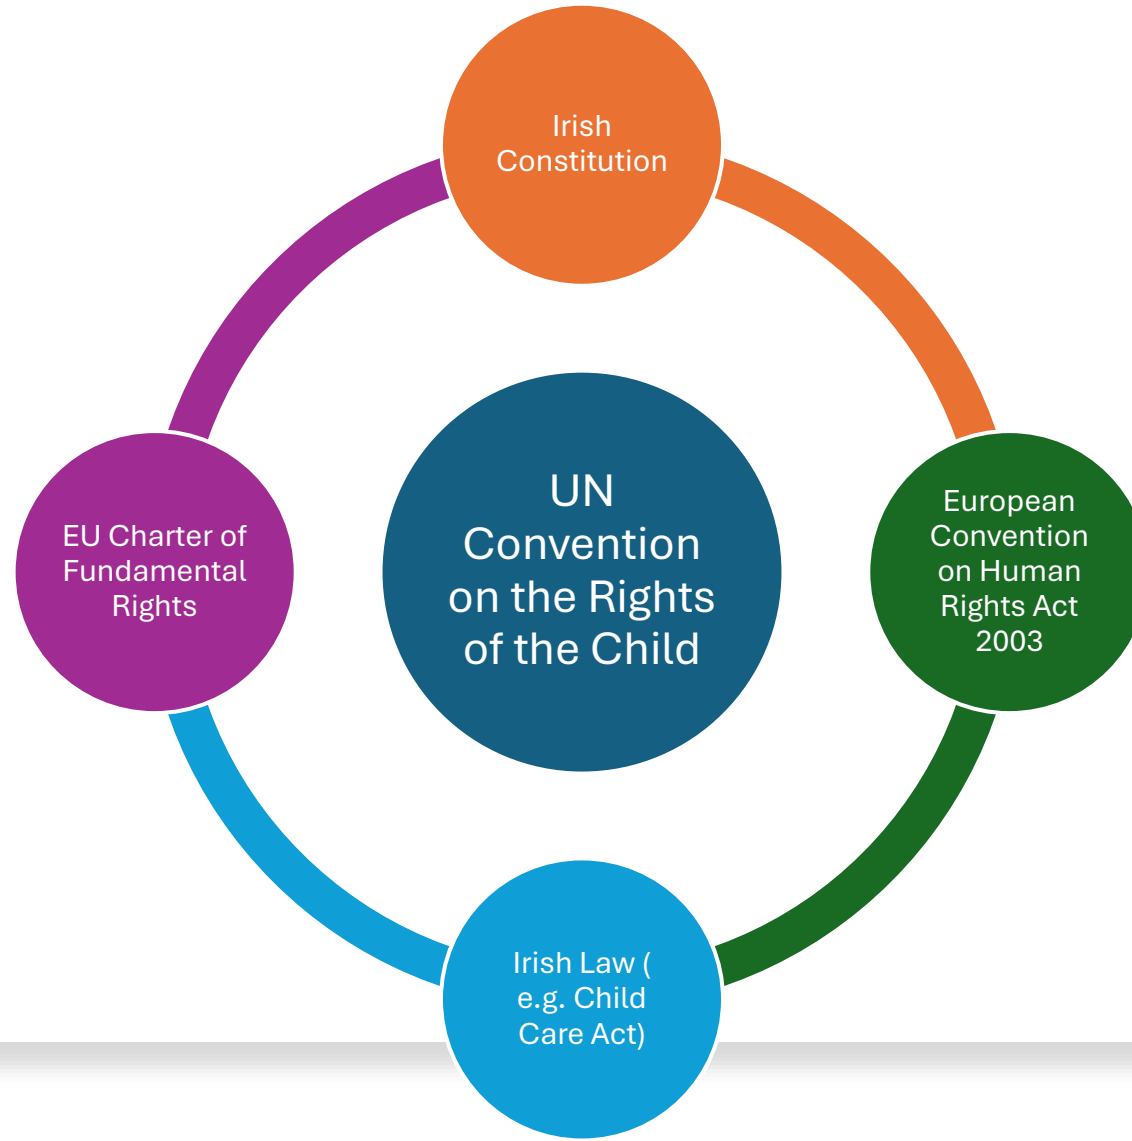 Irish
Constitution
UN
Convention
on the Rights
of the Child
EU Charter of
Fundamental
Rights
European
Convention
on Human
Rights Act
2003
Irish Law (
e.g. Child
Care Act)